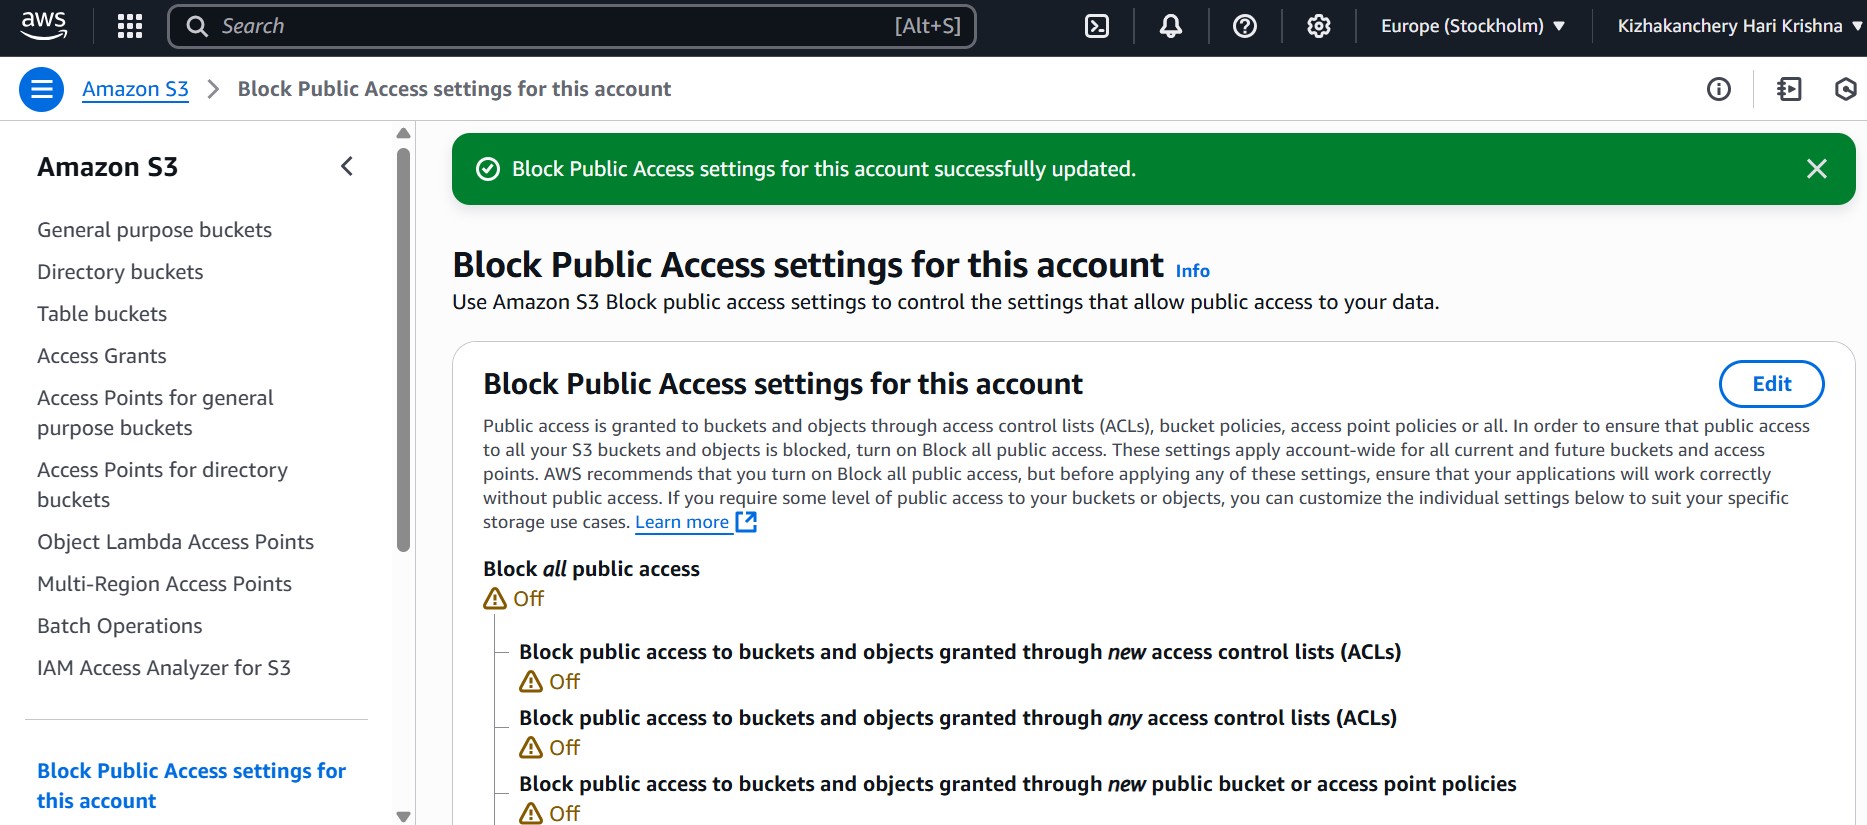 aws
Search [Alt+S]
Europe (Stockholm)
Kizhakanchery Hari Krishna
Amazon S3
Block Public Access settings for this account
Amazon S3
General purpose buckets
Directory buckets
Table buckets
Access Grants
Access Points for general
purpose buckets
Access Points for directory
buckets
Object Lambda Access Points
Multi-Region Access Points
Batch Operations
IAM Access Analyzer for S3
Block Public Access settings for
this account
Block Public Access settings for this account successfully updated.
Block Public Access settings for this account Info
Use Amazon S3 Block public access settings to control the settings that allow public access to your data.
Block Public Access settings for this account
Edit
Public access is granted to buckets and objects through access control lists (ACLs), bucket policies, access point policies or all. In order to ensure that public access
to all your S3 buckets and objects is blocked, turn on Block all public access. These settings apply account-wide for all current and future buckets and access
points. AWS recommends that you turn on Block all public access, but before applying any of these settings, ensure that your applications will work correctly
without public access. If you require some level of public access to your buckets or objects, you can customize the individual settings below to suit your specific
storage use cases. Learn more
Block all public access
Off
Block public access to buckets and objects granted through new access control lists (ACLs)
Off
Block public access to buckets and objects granted through any access control lists (ACLs)
Off
Block public access to buckets and objects granted through new public bucket or access point policies
Off